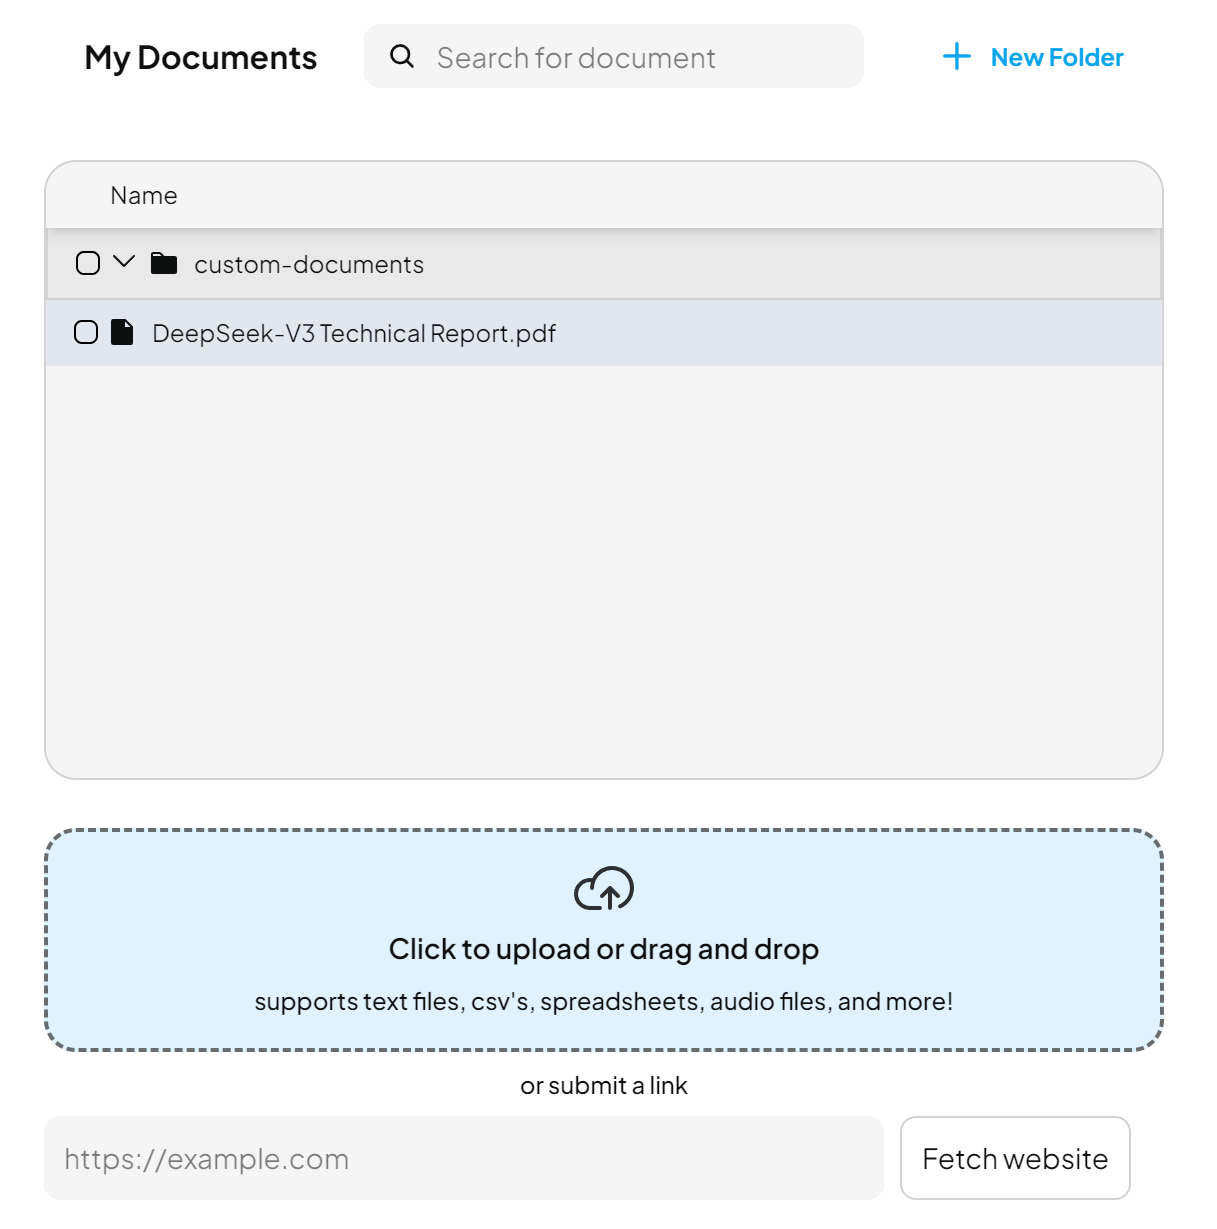 My Documents
Search for document
New Folder
Name
custom-documents
DeepSeek-V3 Technical Report.pdf
Click to upload or drag and drop
supports text files, csv's, spreadsheets, audio files, and more!
or submit a link
https://example.com
Fetch website